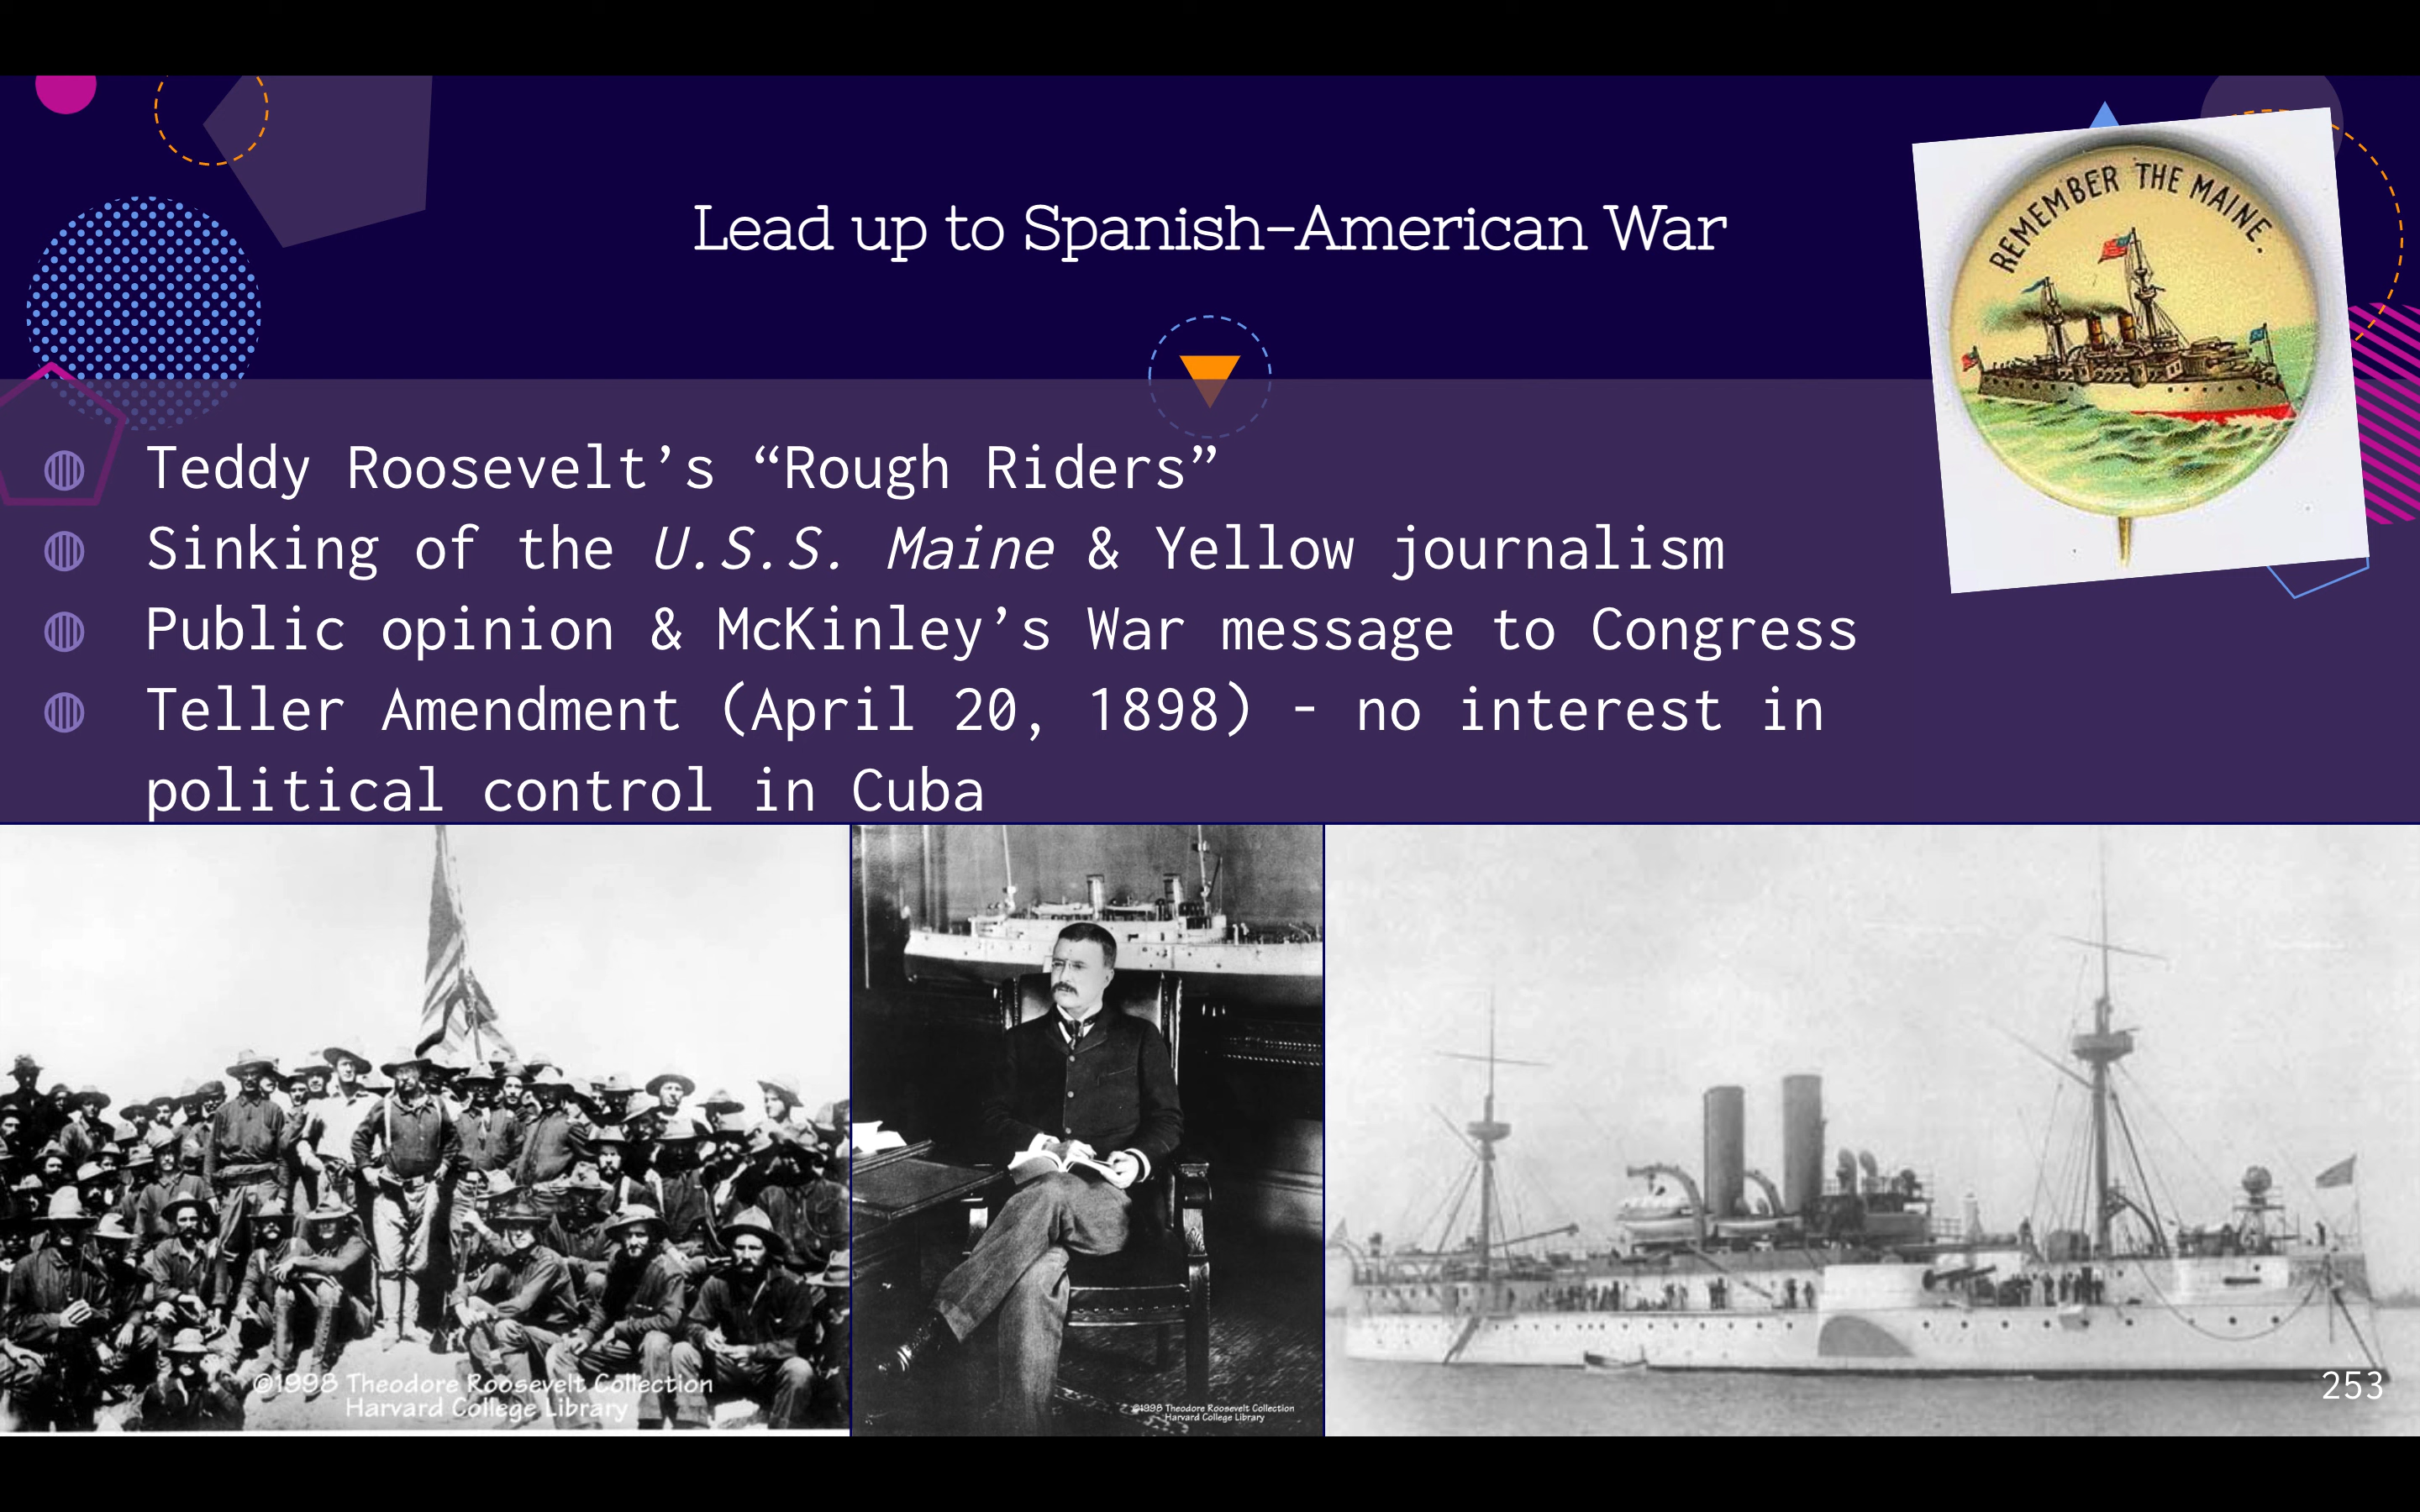 Lead up to Spanish-American War
REMEMBER THE MAINE.
Teddy Roosevelt’s “Rough Riders”
Sinking of the U.S.S. Maine & Yellow journalism
Public opinion & McKinley’s War message to Congress
Teller Amendment (April 20, 1898) - no interest in
political control in Cuba
©1998 Theodore Roosevelt Collection
Harvard College Library
©1998 Theodore Roosevelt Collection
Harvard College Library
253